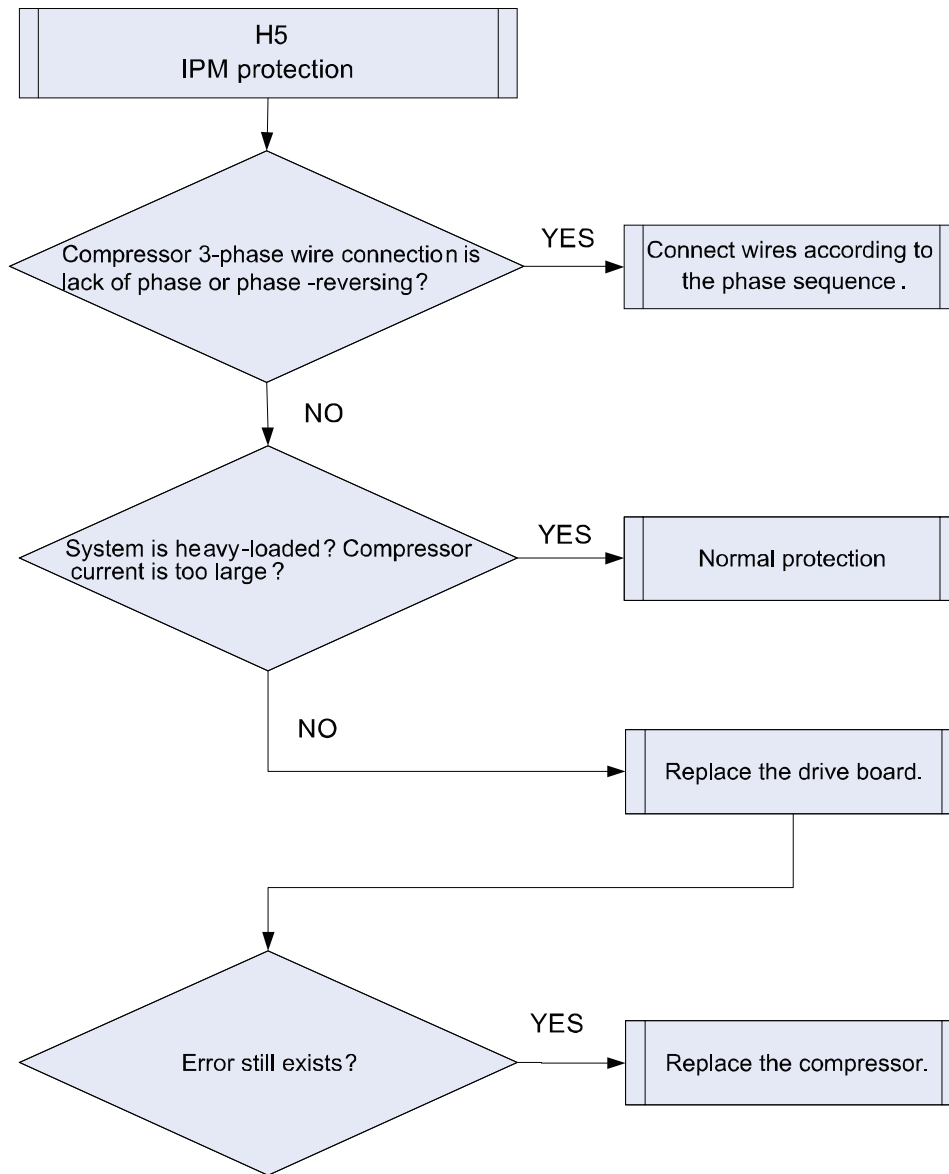 H5
IPM protection
Compressor 3-phase wire connection is
lack of phase or phase -reversing?
YES
Connect wires according to
the phase sequence.
NO
System is heavy-loaded? Compressor
current is too large?
YES
Normal protection
NO
Replace the drive board.
Error still exists?
YES
Replace the compressor.